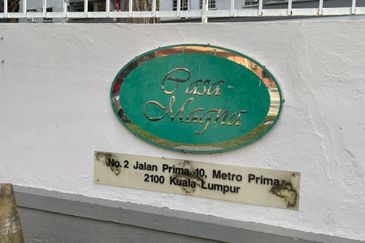 Casa
Magna
No. 2 Jalan Prima 10, Metro Prima
2100 Kuala Lumpur